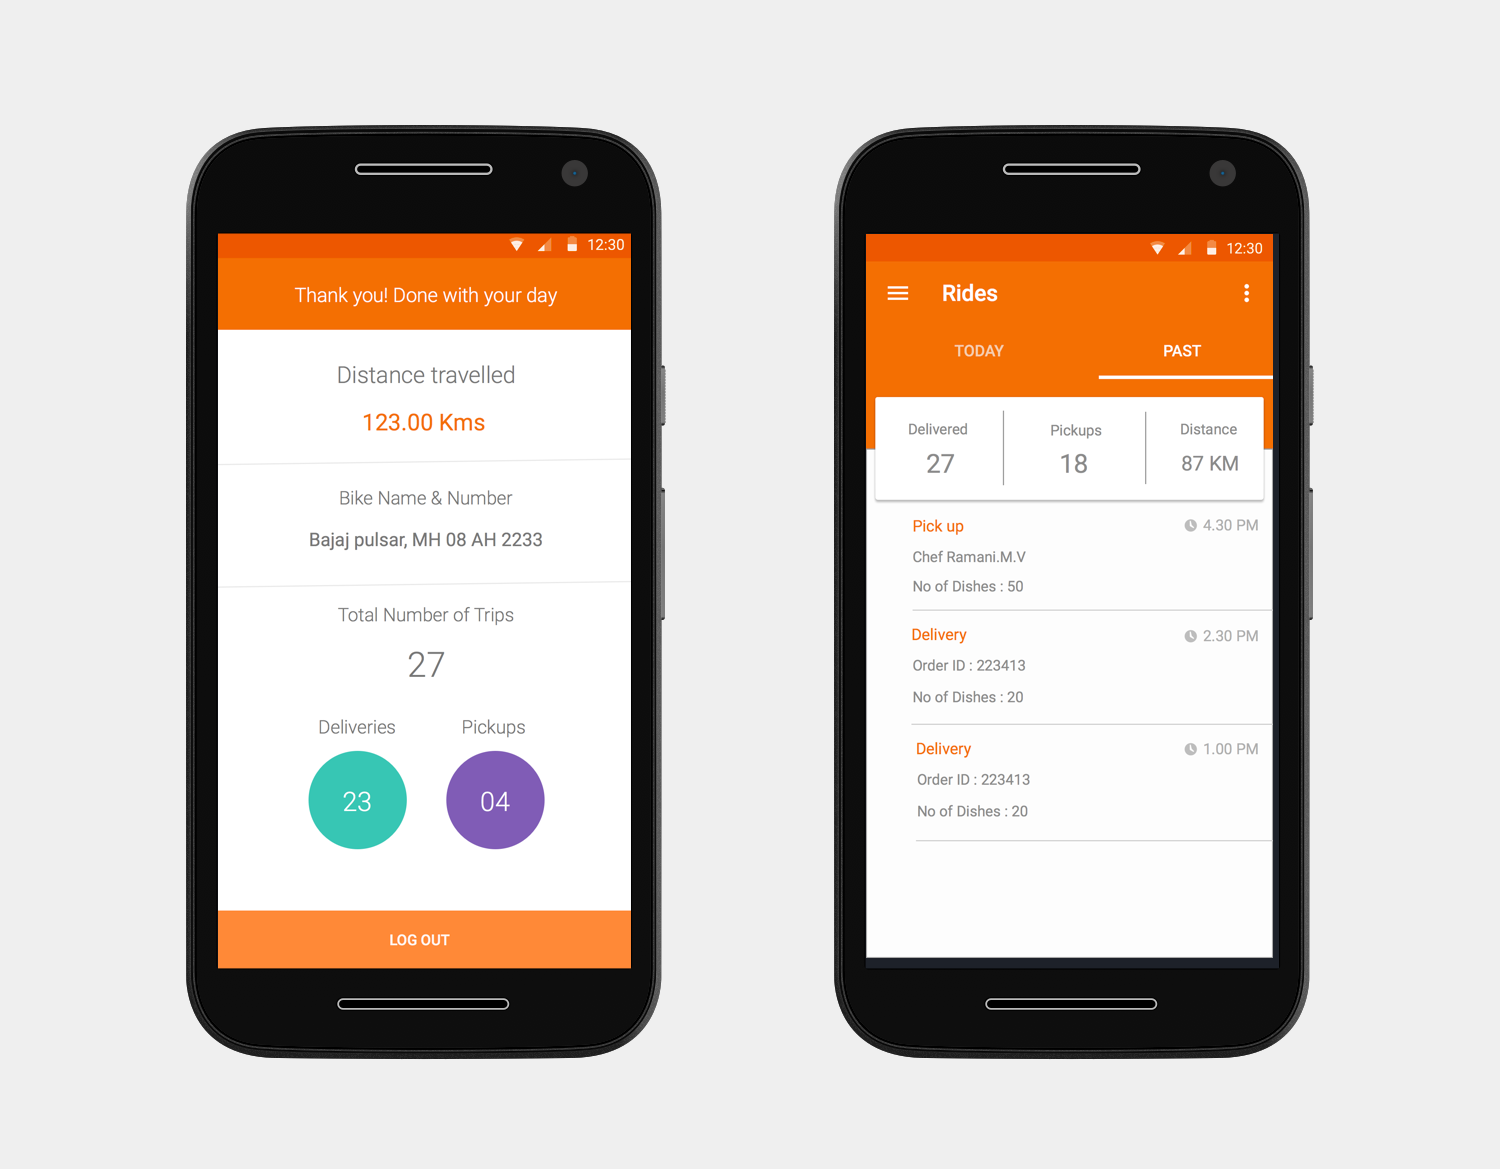 12:30
Thank you! Done with your day
Distance travelled
123.00 Kms
Bike Name & Number
Bajaj pulsar, MH 08 AH 2233
Total Number of Trips
27
Deliveries Pickups
23 04
LOG OUT
12:30
Rides
TODAY PAST
Delivered Pickups Distance
27 18 87 KM
Pick up 4.30 PM
Chef Ramani.M.V
No of Dishes : 50
Delivery 2.30 PM
Order ID : 223413
No of Dishes : 20
Delivery 1.00 PM
Order ID : 223413
No of Dishes : 20